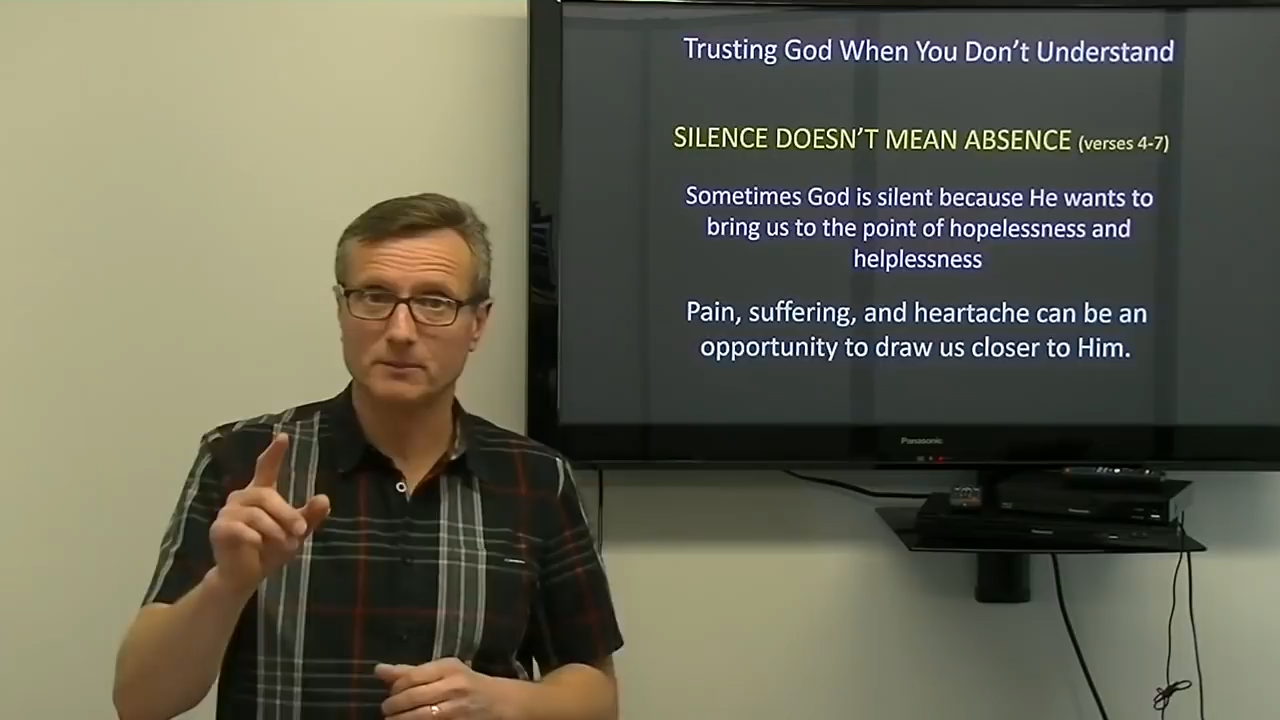 Trusting God When You Don't Understand
SILENCE DOESN'T MEAN ABSENCE (verses 4-7)
Sometimes God is silent because He wants to
bring us to the point of hopelessness and
helplessness
Pain, suffering, and heartache can be an
opportunity to draw us closer to Him.
Panasonic